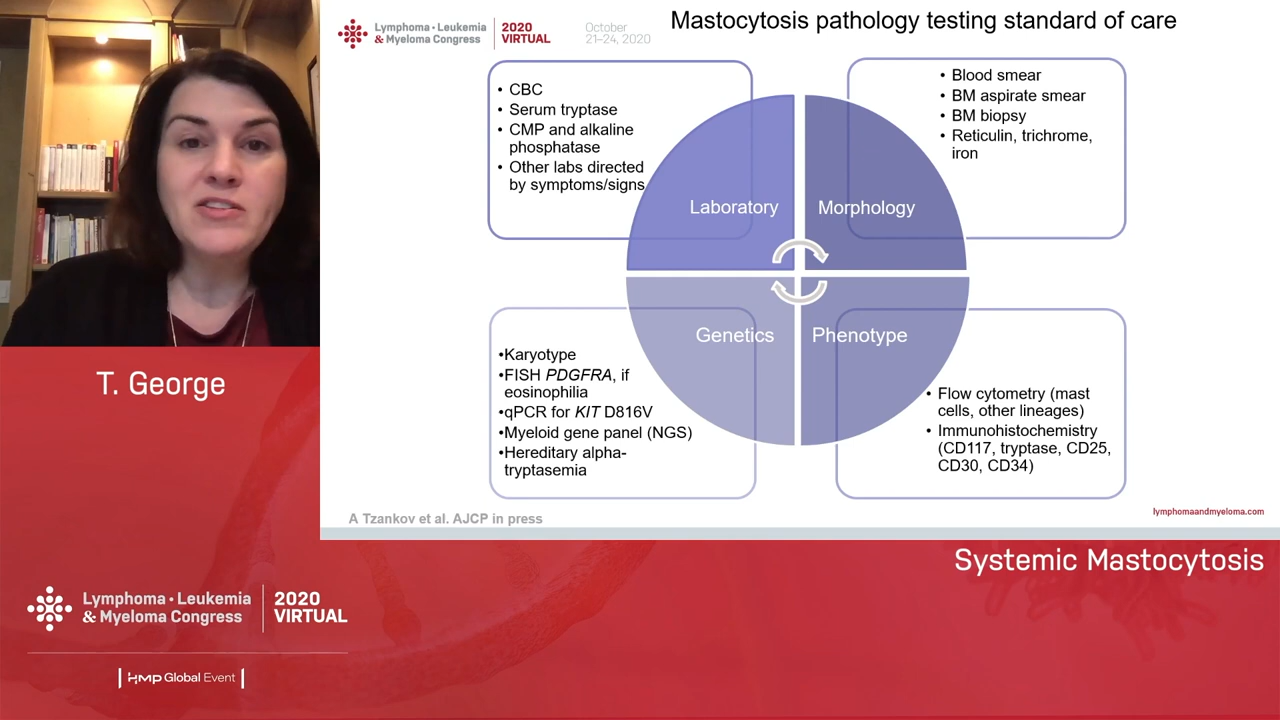 Lymphoma • Leukemia
& Myeloma Congress
2020
VIRTUAL
October
21–24, 2020
Mastocytosis pathology testing standard of care
• CBC
• Serum tryptase
• CMP and alkaline
phosphatase
• Other labs directed
by symptoms/signs
Laboratory
• Blood smear
• BM aspirate smear
• BM biopsy
• Reticulin, trichrome,
iron
Morphology
•Karyotype
•FISH PDGFRA, if
eosinophilia
•qPCR for KIT D816V
•Myeloid gene panel (NGS)
•Hereditary alpha-
tryptasemia
Genetics
Phenotype
• Flow cytometry (mast
cells, other lineages)
• Immunohistochemistry
(CD117, tryptase, CD25,
CD30, CD34)
A Tzankov et al. AJCP in press
lymphomaandmyeloma.com
T. George
Systemic Mastocytosis
Lymphoma • Leukemia
& Myeloma Congress
2020
VIRTUAL
HMP Global Event